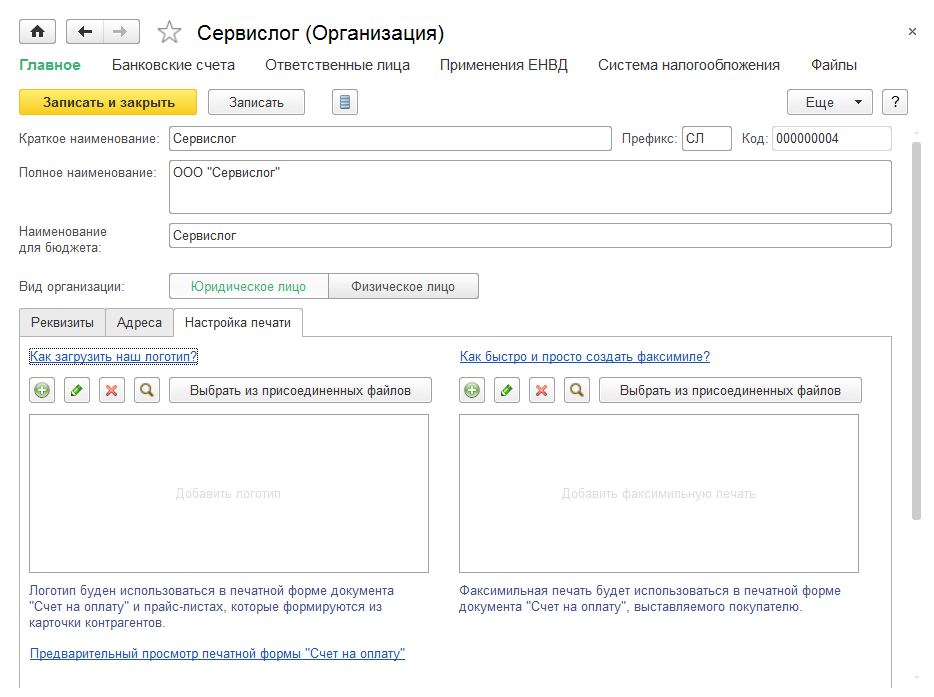 Сервислог (Организация)
Главное Банковские счета Ответственные лица Применения ЕНВД Система налогообложения Файлы
Записать и закрыть Записать Еще ?
Краткое наименование: Сервислог Префикс: СЛ Код: 000000004
Полное наименование: ООО "Сервислог"
Наименование
для бюджета: Сервислог
Вид организации: Юридическое лицо Физическое лицо
Реквизиты Адреса Настройка печати
Как загрузить наш логотип? Как быстро и просто создать факсимиле?
Выбрать из присоединенных файлов Выбрать из присоединенных файлов
Добавить логотип Добавить факсимильную печать
Логотип буден использоваться в печатной форме документа
"Счет на оплату" и прайс-листах, которые формируются из
карточки контрагентов.
Факсимильная печать будет использоваться в печатной форме
документа "Счет на оплату", выставляемого покупателю.
Предварительный просмотр печатной формы "Счет на оплату"